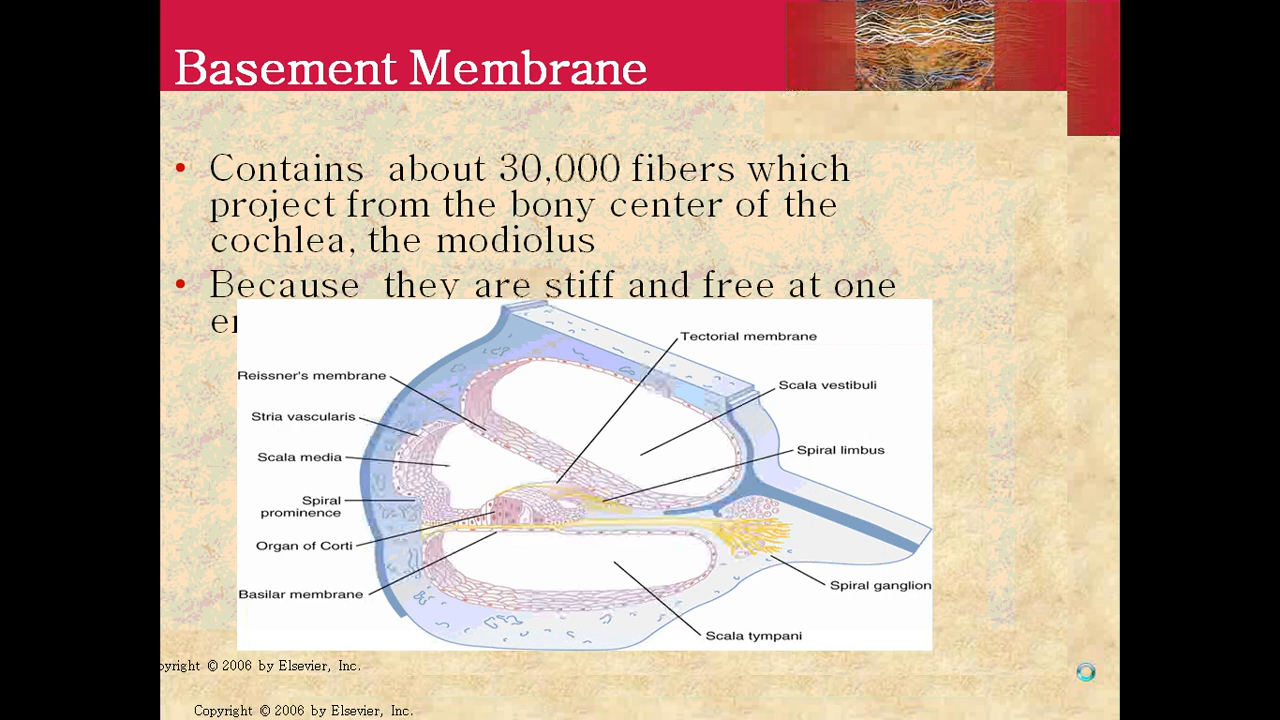 Basement Membrane
• Contains about 30,000 fibers which
project from the bony center of the
cochlea, the modiolus
• Because they are stiff and free at one
Tectorial membrane
Reissner's membrane
Scala vestibuli
Stria vascularis
Spiral limbus
Scala media
Spiral
prominence
Organ of Corti
Spiral ganglion
Basilar membrane
Scala tympani
pyright © 2006 by Elsevier, Inc.
Copyright © 2006 by Elsevier, Inc.